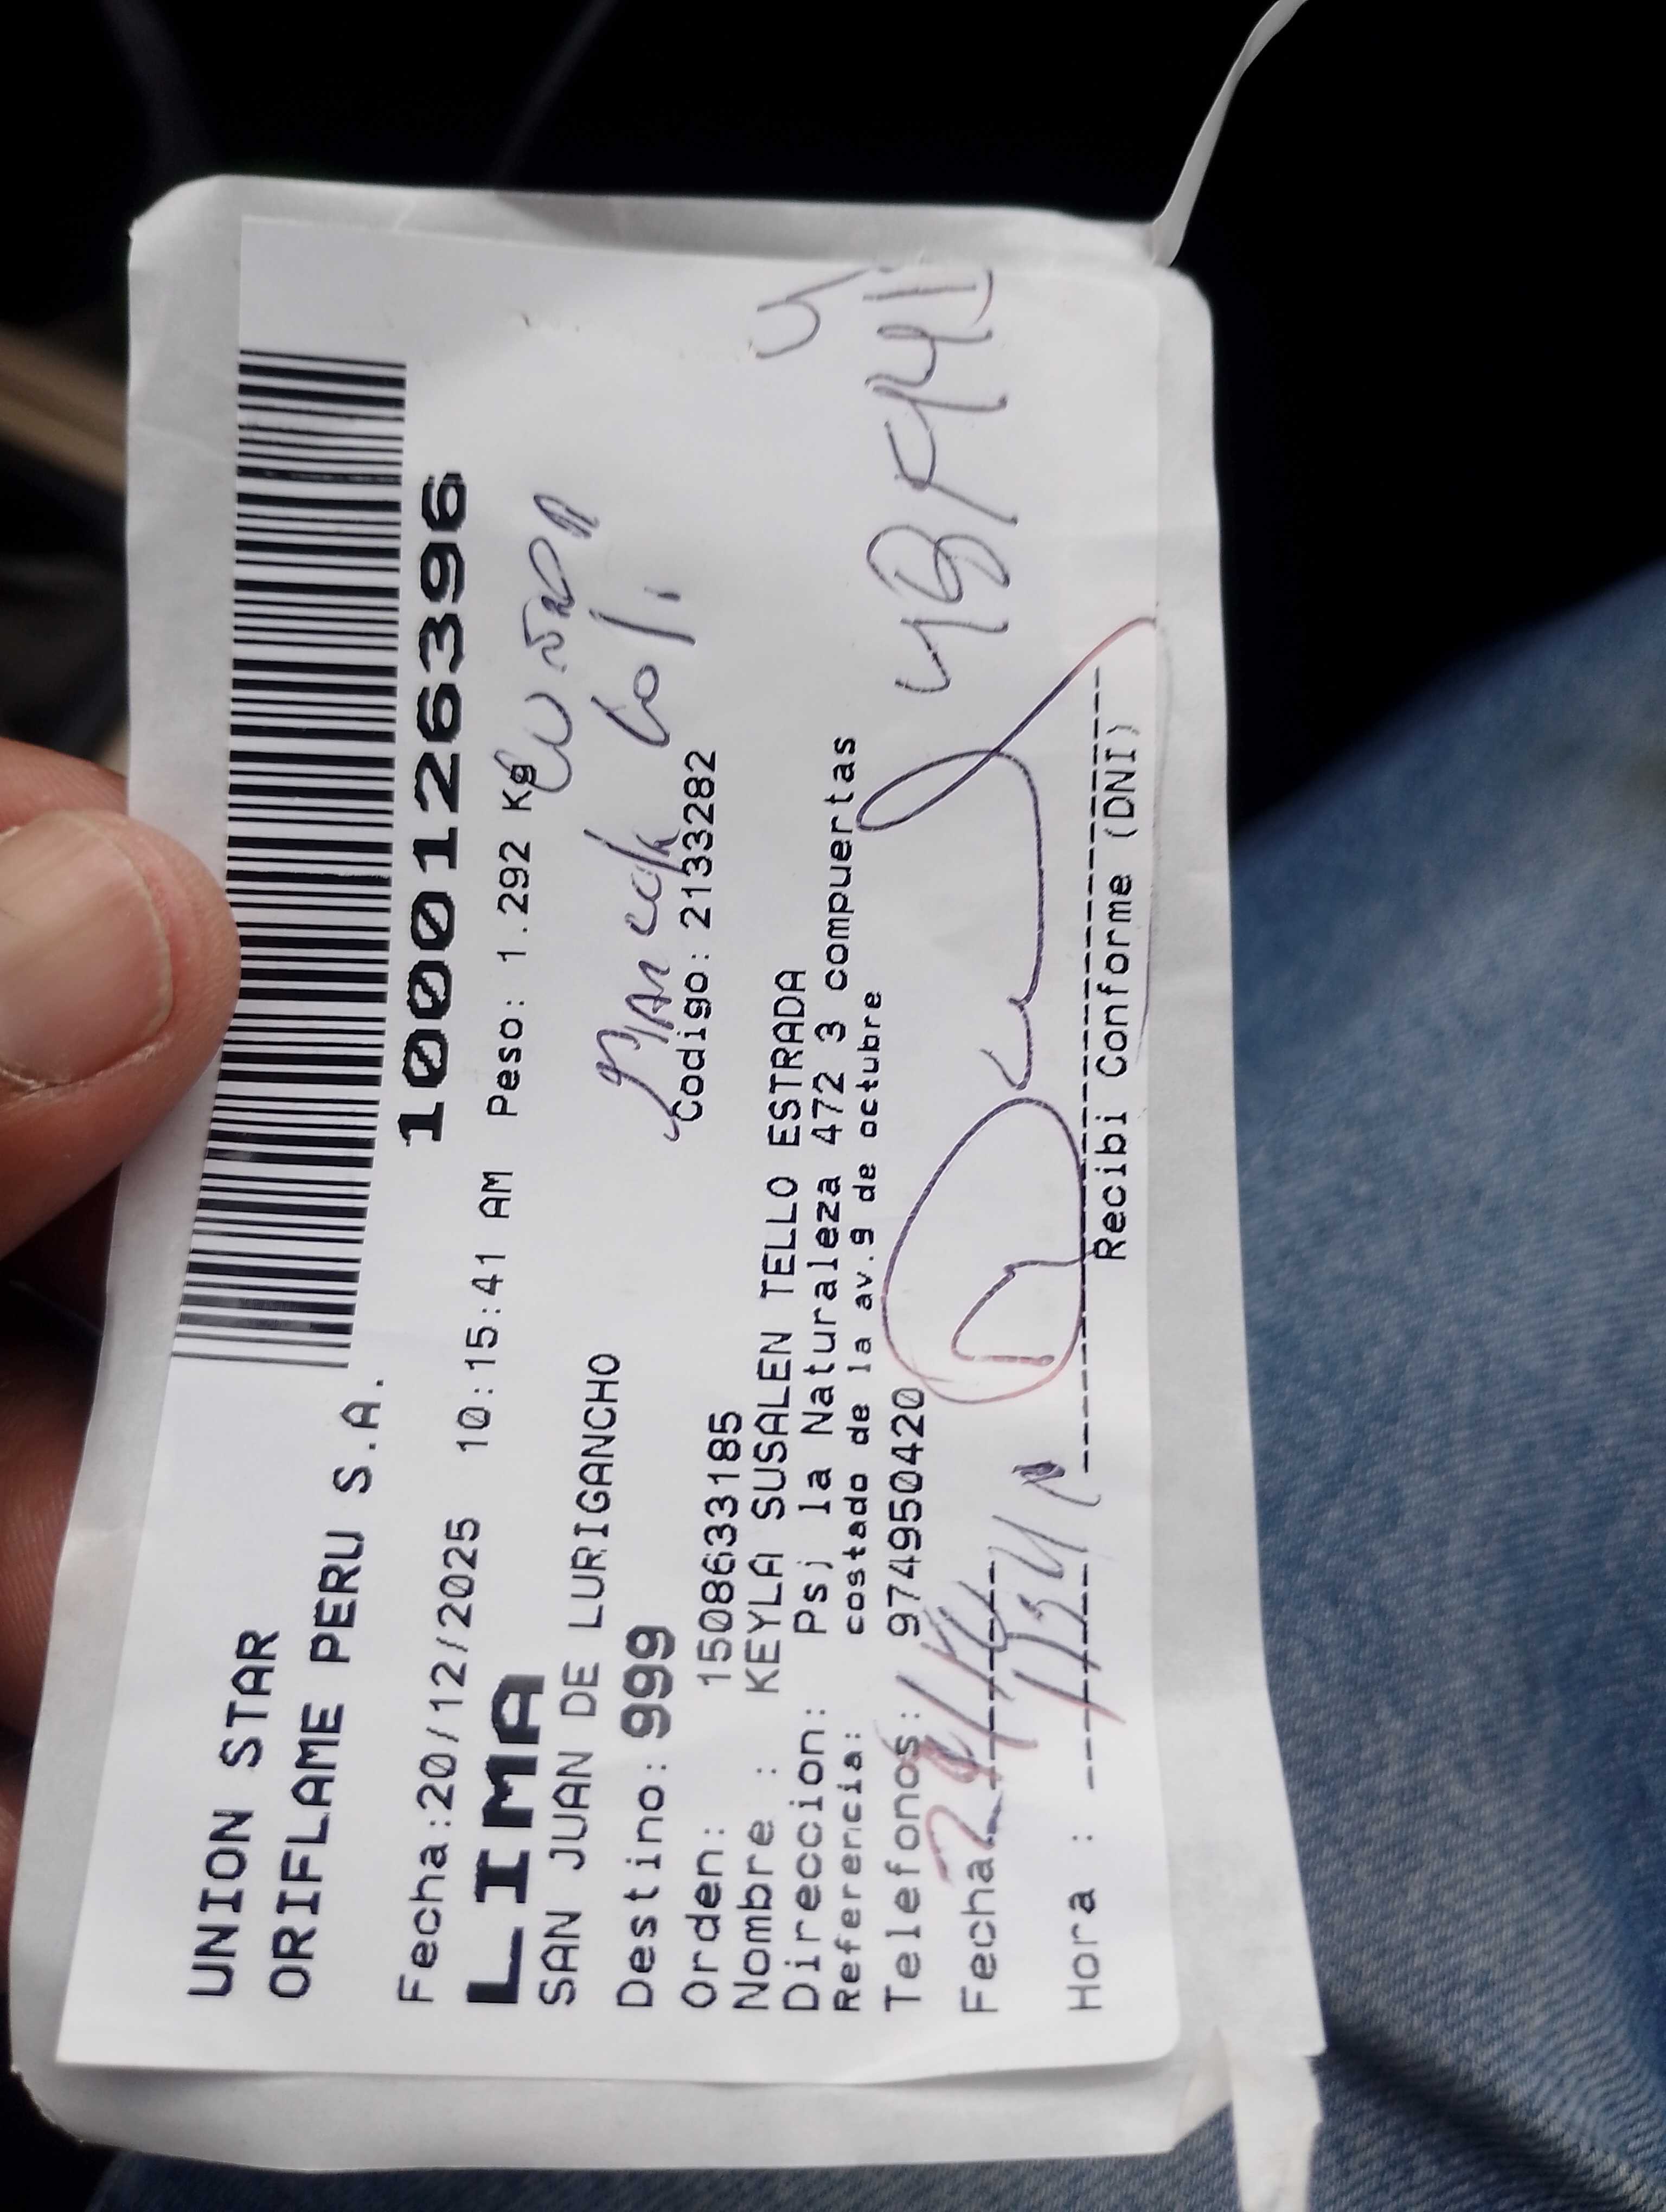 UNION STAR
ORIFLAME PERU S.A.
1000126396
Fecha:20/12/2025 10:15:41 AM Peso: 1.292 Kg
LIMA
SAN JUAN DE LURIGANCHO
Destino: 999
Orden: 1508633185 Codigo: 2133282
Nombre : KEYLA SUSALEN TELLO ESTRADA
Direccion: Psj la Naturaleza 472 3 compuertas
Referencia: costado de la av.9 de octubre
Telefonos: 974950420
Fecha
Hora :
Recibi Conforme (DNI)